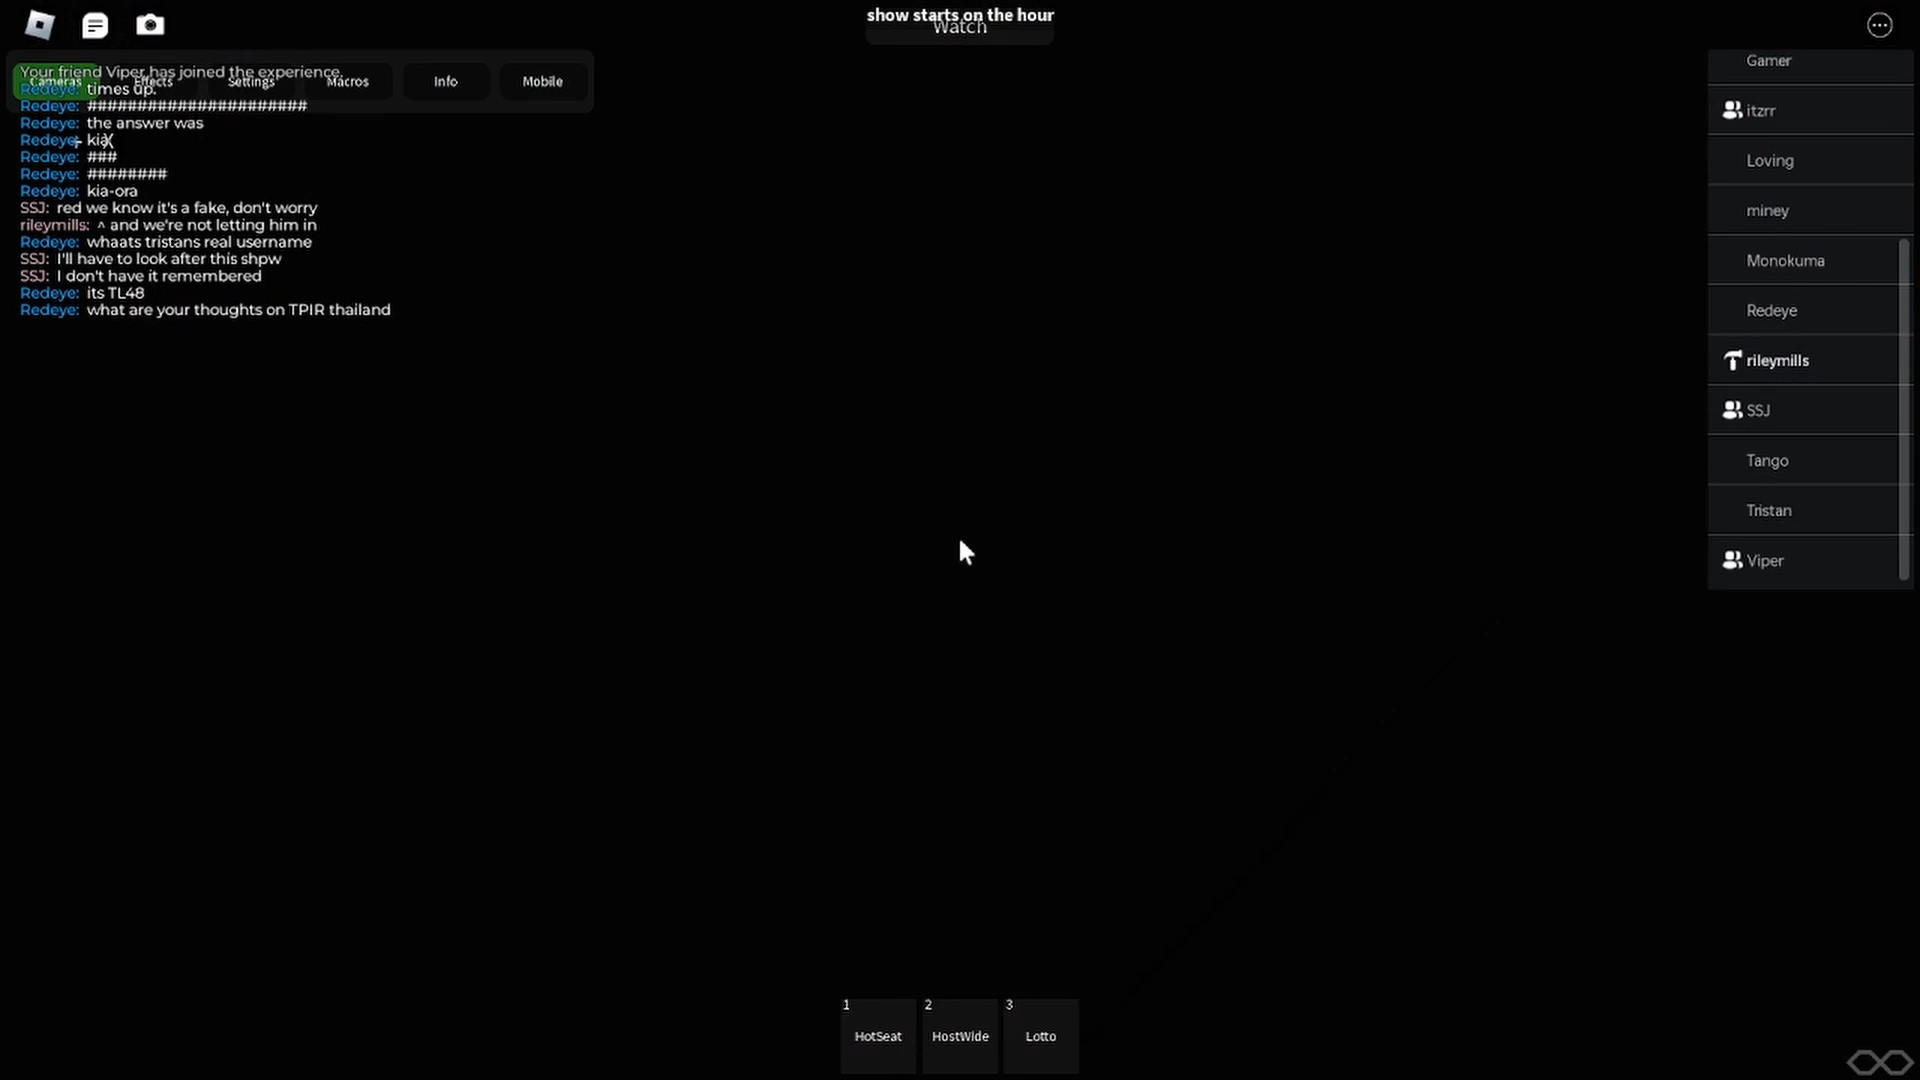 show starts on the hour
Watch
Cameras
Effects
Settings
Macros
Info
Mobile
Your friend Viper has joined the experience.
Redeye: times up.
Redeye: ######################
Redeye: the answer was
Redeye: kia
Redeye: ###
Redeye: ########
Redeye: kia-ora
SSJ: red we know it's a fake, don't worry
rileymills: ^ and we're not letting him in
Redeye: whaats tristans real username
SSJ: I'll have to look after this shpw
SSJ: I don't have it remembered
Redeye: its TL48
Redeye: what are your thoughts on TPIR thailand
Gamer
itzrr
Loving
miney
Monokuma
Redeye
rileymills
SSJ
Tango
Tristan
Viper
1
HotSeat
2
HostWide
3
Lotto